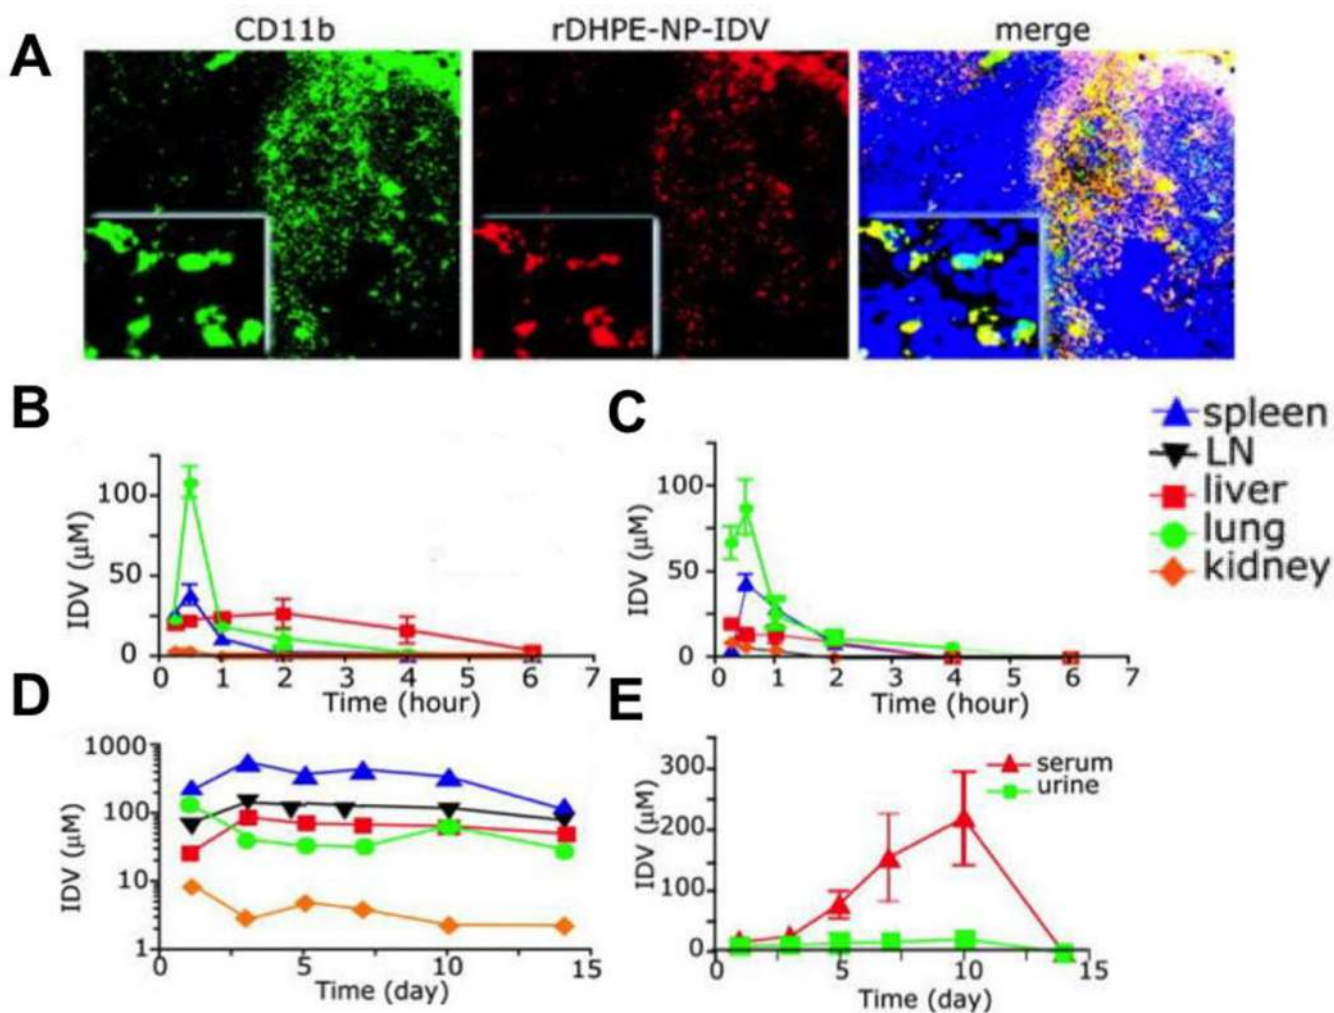 A
CD11b
rDHPE-NP-IDV
merge
B
IDV (µM)
100
50
0
0 1 2 3 4 5 6 7
Time (hour)
C
IDV (µM)
100
50
0
0 1 2 3 4 5 6 7
Time (hour)
spleen
LN
liver
lung
kidney
D
IDV (µM)
1000
100
10
1
0 5 10 15
Time (day)
E
IDV (µM)
300
200
100
0
0 5 10 15
Time (day)
serum
urine